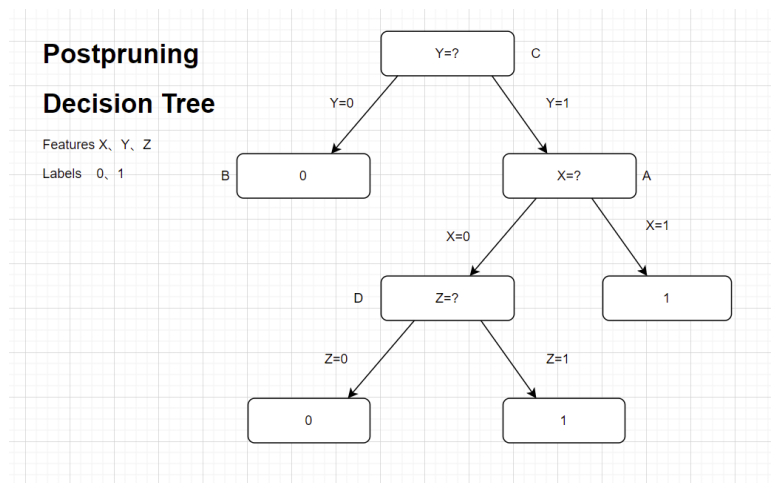 Postpruning
Decision Tree
Features X、Y、Z
Labels 0、1
Y=?
C
Y=0
Y=1
B
0
X=?
A
X=0
X=1
D
Z=?
1
Z=0
Z=1
0
1